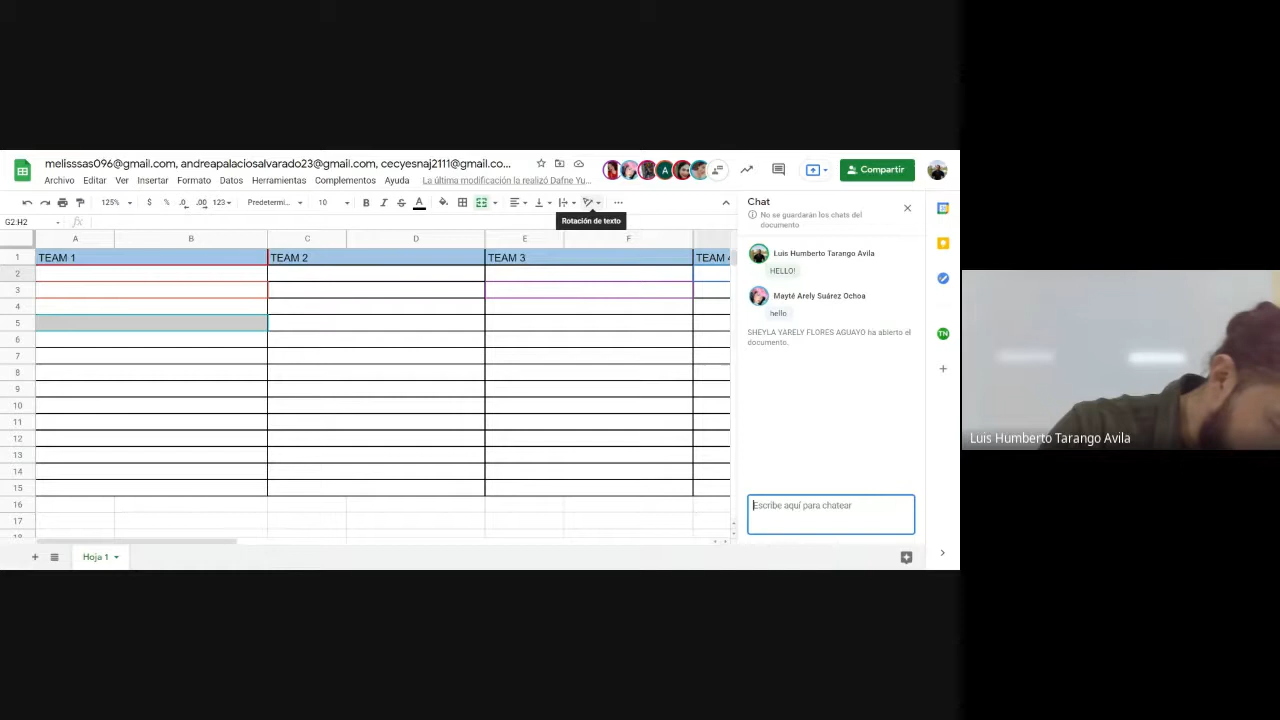 melisssas096@gmail.com, andreapalaciosalvarado23@gmail.com, cecyesnaj2111@gmail.co...
Compartir
Archivo Editar Ver Insertar Formato Datos Herramientas Complementos Ayuda La última modificación la realizó Dafne Yu...
125% $ % .0 .00 123 Predetermi... 10 B I S A
Rotación de texto
G2:H2 fx
A B C D E F
1 TEAM 1 TEAM 2 TEAM 3 TEAM 4
2
3
4
5
6
7
8
9
10
11
12
13
14
15
16
17
18
Hoja 1
Chat
No se guardarán los chats del
documento
Luis Humberto Tarango Avila
HELLO!
Mayté Arely Suárez Ochoa
hello
SHEYLA YARELY FLORES AGUAYO ha abierto el
documento.
Escribe aquí para chatear
A
TN
Luis Humberto Tarango Avila